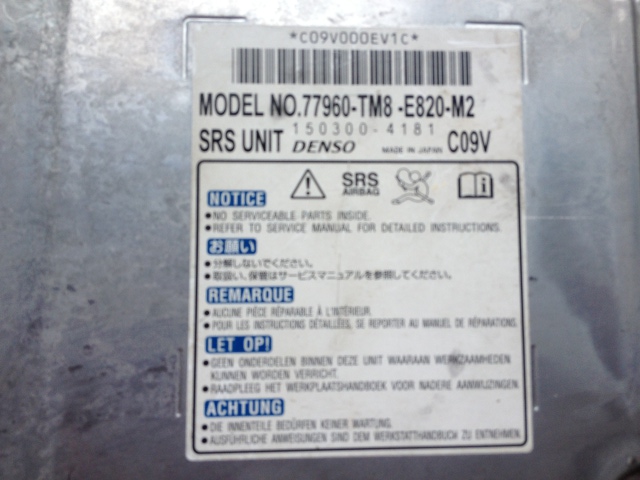 *C09V000EV1C*
MODEL NO.77960-TM8-E820-M2
150300-4181
SRS UNIT DENSO MADE IN JAPAN C09V
SRS
AIRBAG
NOTICE
•NO SERVICEABLE PARTS INSIDE.
•REFER TO SERVICE MANUAL FOR DETAILED INSTRUCTIONS.
お願い
•分解しないでください。
•取扱い、保管はサービスマニュアルを参照してください。
REMARQUE
•AUCUNE PIÈCE RÉPARABLE À L'INTÉRIEUR.
•POUR LES INSTRUCTIONS DÉTAILLÉES, SE REPORTER AU MANUEL DE RÉPARATIONS.
LET OP!
•GEEN ONDERDELEN BINNEN DEZE UNIT WAARAAN WERKZAAMHEDEN
KUNNEN WORDEN VERRICHT.
•RAADPLEEG HET WERKPLAATSHANDBOEK VOOR NADERE AANWIJZINGEN.
ACHTUNG
•DIE INNENTEILE BEDÜRFEN KEINER WARTUNG.
•AUSFÜHRLICHE ANWEISUNGEN SIND DEM WERKSTATTHANDBUCH ZU ENTNEHMEN.